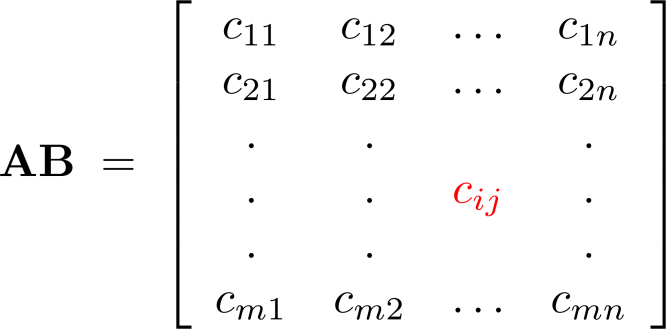 c₁₁ c₁₂ … c₁ₙ
c₂₁ c₂₂ … c₂ₙ
. . .
AB = [ . . cᵢⱼ . ]
. . .
cₘ₁ cₘ₂ … cₘₙ